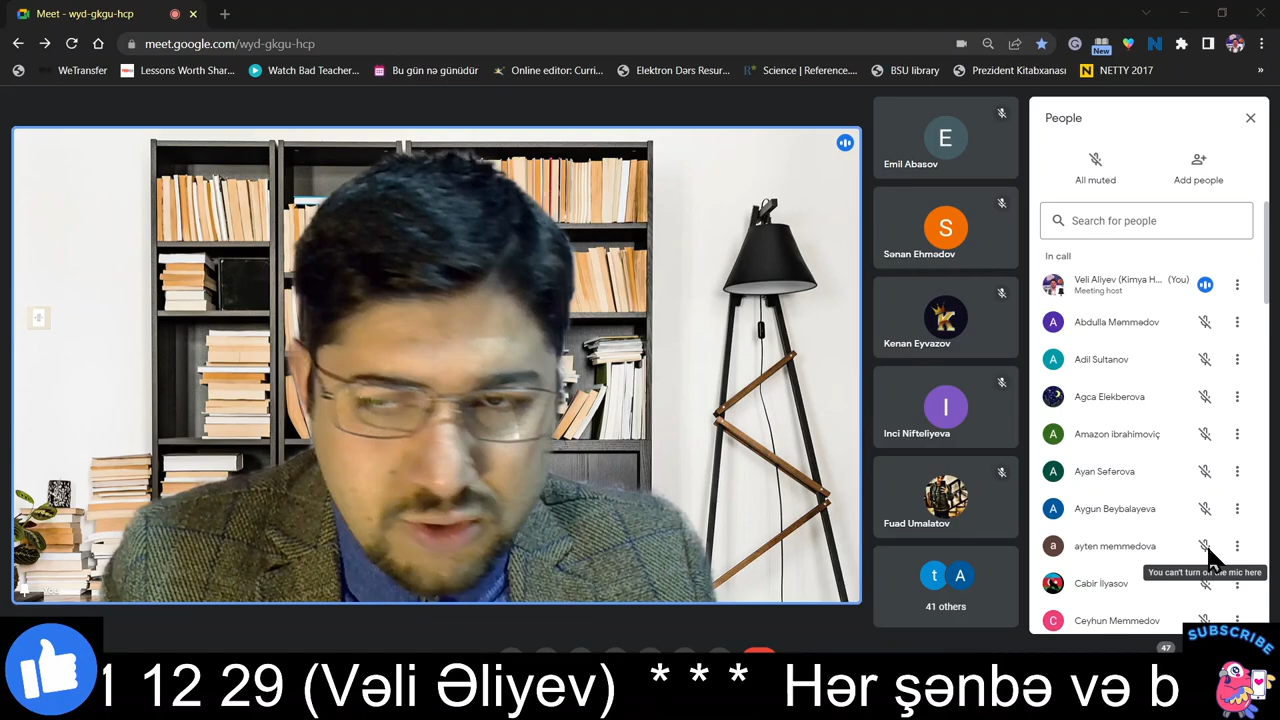 Meet - wyd-gkgu-hcp
meet.google.com/wyd-gkgu-hcp
New
WeTransfer
Lessons Worth Shar...
Watch Bad Teacher...
Bu gün nə günüdür
Online editor: Curri...
Elektron Dərs Resur...
Science | Reference....
BSU library
Prezident Kitabxanası
NETTY 2017
»
E
Emil Abasov
S
Sənan Ehmədov
K
Kenan Eyvazov
I
Inci Nifteliyeva
Fuad Umalatov
t A
41 others
People
All muted
Add people
Search for people
In call
Veli Aliyev (Kimya H... (You)
Meeting host
A Abdulla Məmmədov
A Adil Sultanov
Agca Elekberova
A Amazon ibrahimoviç
A Ayan Səfərova
A Aygun Beybalayeva
a ayten memmedova
You can't turn on the mic here
Cabir İlyasov
C Ceyhun Memmedov
47
SUBSCRIBE
1 12 29 (Vəli Əliyev) * * * Hər şənbə və b